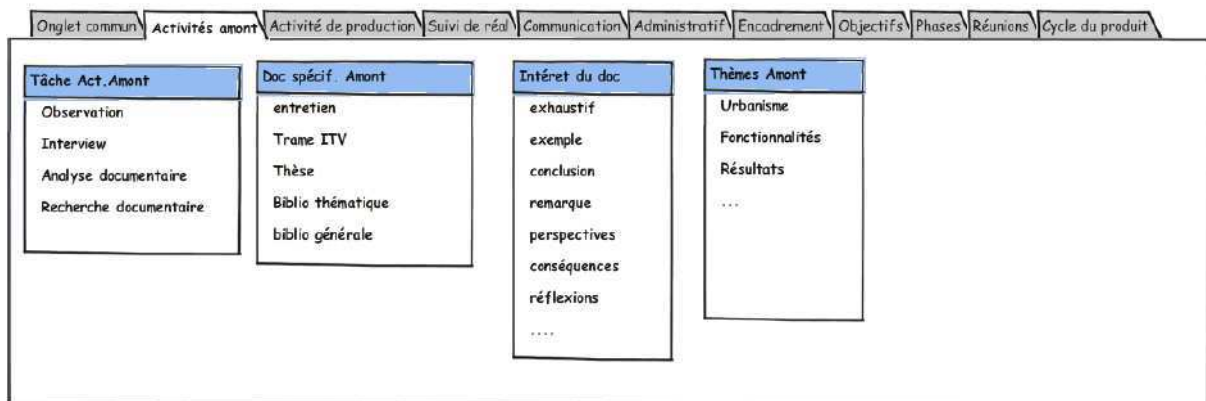 Onglet commun Activités amont Activité de production Suivi de réal Communication Administratif Encadrement Objectifs Phases Réunions Cycle du produit
Tâche Act.Amont
Observation
Interview
Analyse documentaire
Recherche documentaire
Doc spécif. Amont
entretien
Trame ITV
Thèse
Biblio thématique
biblio générale
Intéret du doc
exhaustif
exemple
conclusion
remarque
perspectives
conséquences
réflexions
....
Thèmes Amont
Urbanisme
Fonctionnalités
Résultats
...